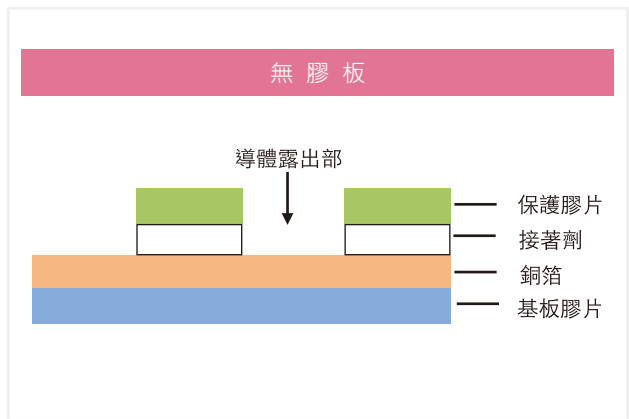 無膠板
導體露出部
保護膠片
接著劑
銅箔
基板膠片